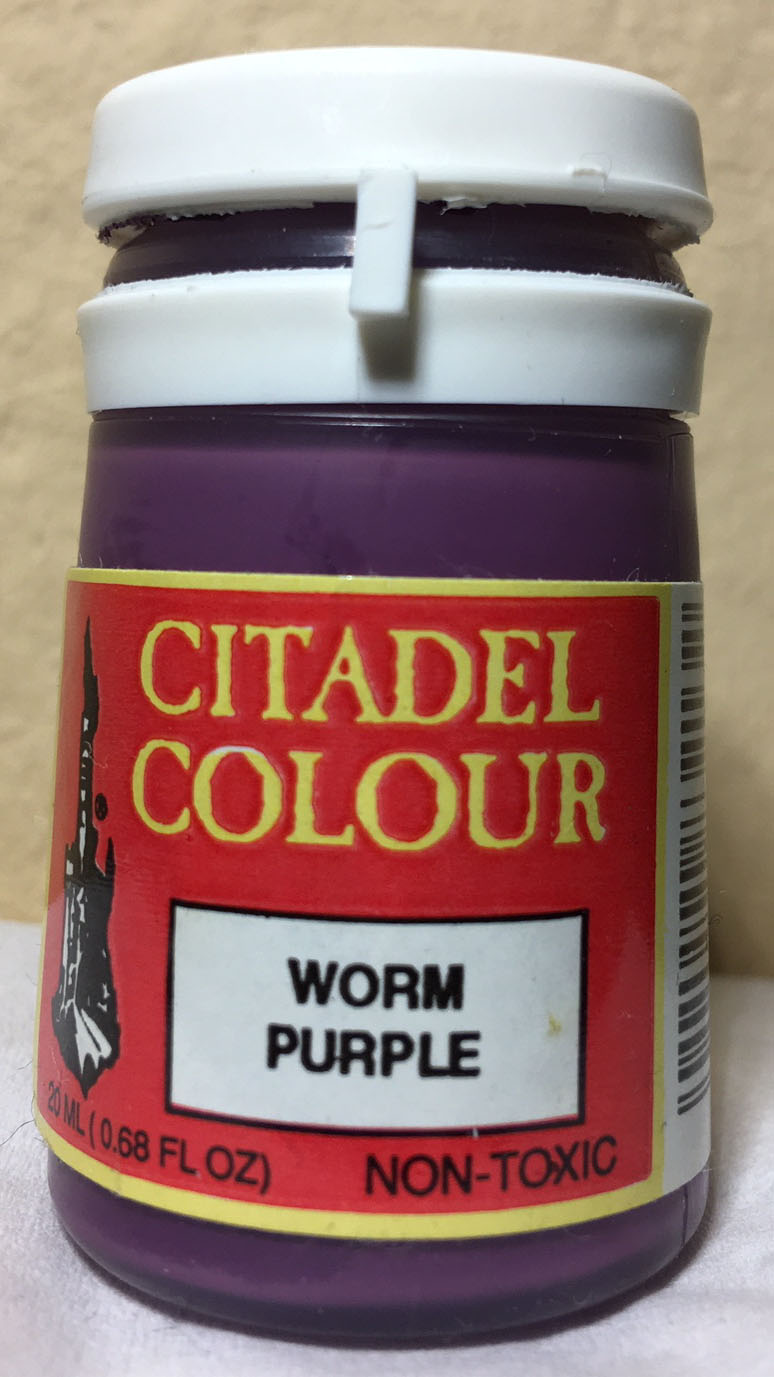 CITADEL
COLOUR
WORM
PURPLE
20 ML (0.68 FL OZ)
NON-TOXIC